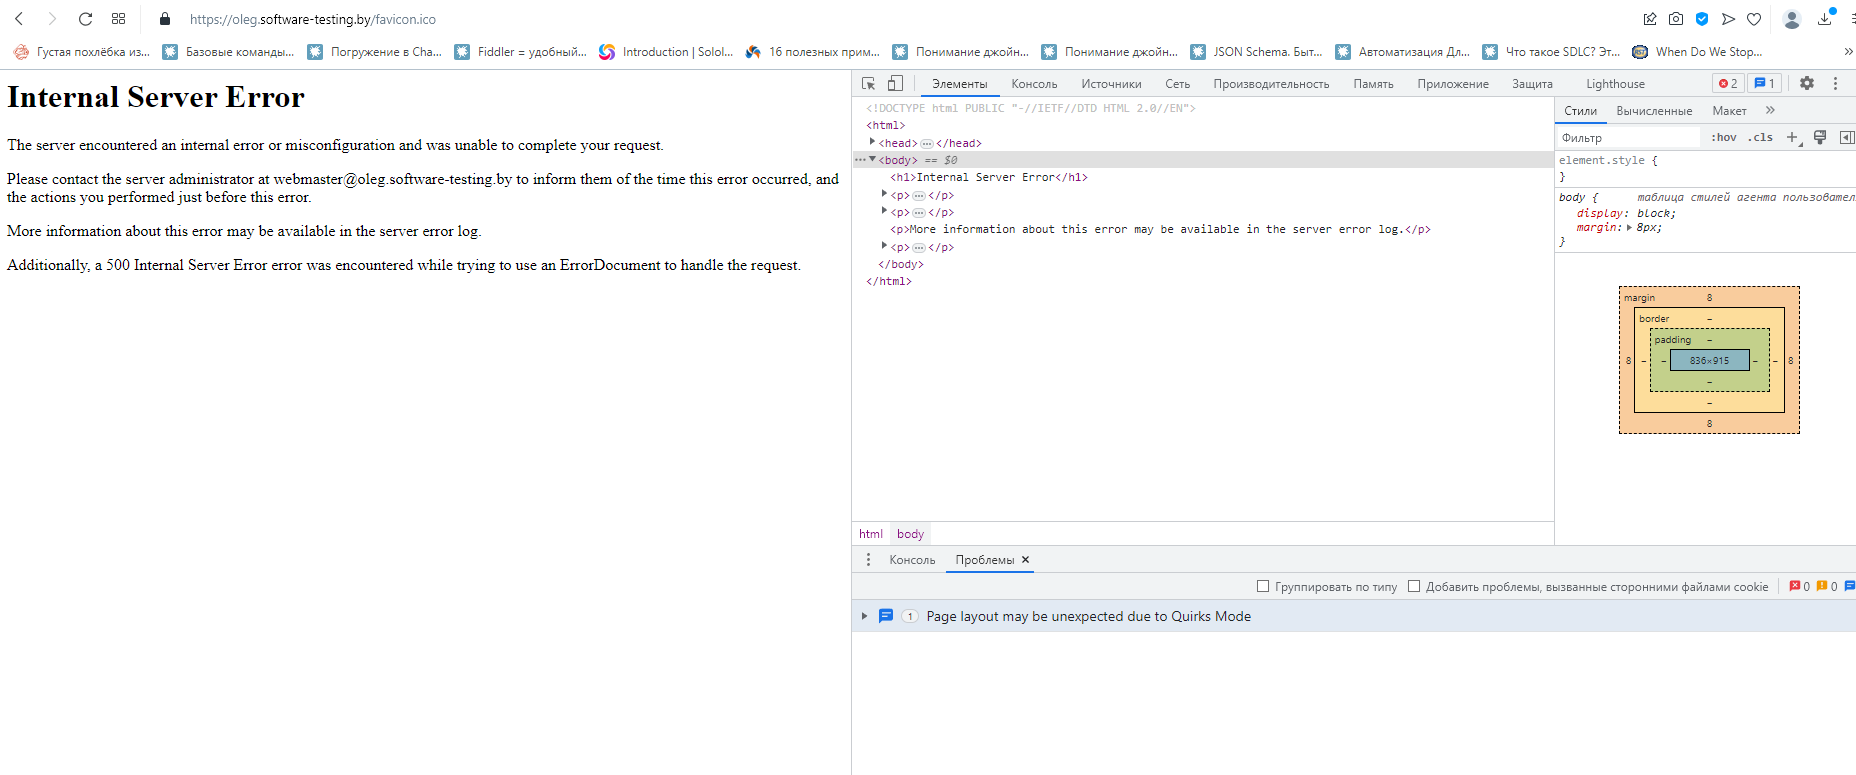 https://oleg.software-testing.by/favicon.ico
Густая похлёбка из... Базовые команды... Погружение в Cha... Fiddler = удобный... Introduction | Solol... 16 полезных прим... Понимание джойн... Понимание джойн... JSON Schema. Быт... Автоматизация Дл... Что такое SDLC? Эт... When Do We Stop... »
Internal Server Error
The server encountered an internal error or misconfiguration and was unable to complete your request.
Please contact the server administrator at webmaster@oleg.software-testing.by to inform them of the time this error occurred, and
the actions you performed just before this error.
More information about this error may be available in the server error log.
Additionally, a 500 Internal Server Error error was encountered while trying to use an ErrorDocument to handle the request.
Элементы Консоль Источники Сеть Производительность Память Приложение Защита Lighthouse 2 1
<!DOCTYPE html PUBLIC "-//IETF//DTD HTML 2.0//EN">
<html>
<head>…</head>
<body> == $0
<h1>Internal Server Error</h1>
<p>…</p>
<p>…</p>
<p>More information about this error may be available in the server error log.</p>
<p>…</p>
</body>
</html>
html body
Стили Вычисленные Макет »
Фильтр :hov .cls +
element.style {
}
body { таблица стилей агента пользовател
display: block;
margin: 8px;
}
margin 8
border –
padding –
8 – – 836×915 – – 8
–
–
8
Консоль Проблемы ×
Группировать по типу Добавить проблемы, вызванные сторонними файлами cookie 0 0
1 Page layout may be unexpected due to Quirks Mode